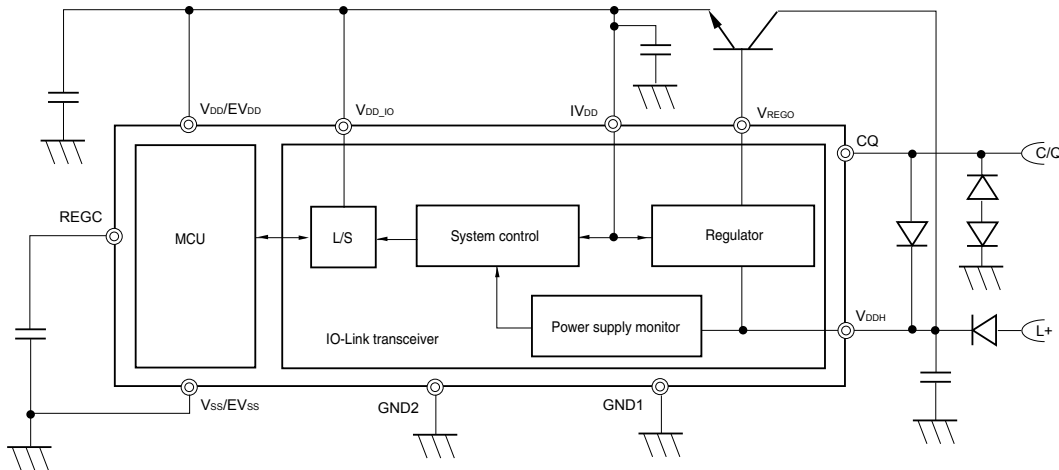 VDD/EVDD
VDD_IO
IVDD
VREGO
CQ
C/Q
REGC
MCU
L/S
System control
Regulator
VDDH
Power supply monitor
IO-Link transceiver
L+
VSS/EVSS
GND2
GND1